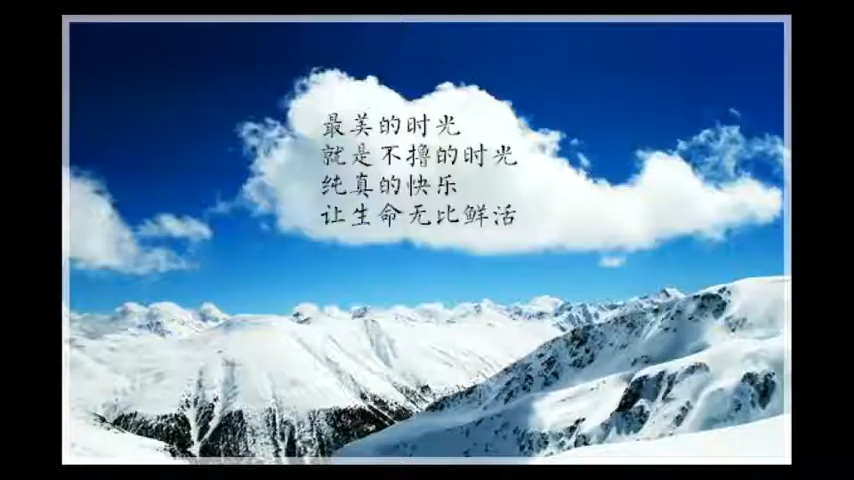 最美的时光
就是不撸的时光
纯真的快乐
让生命无比鲜活